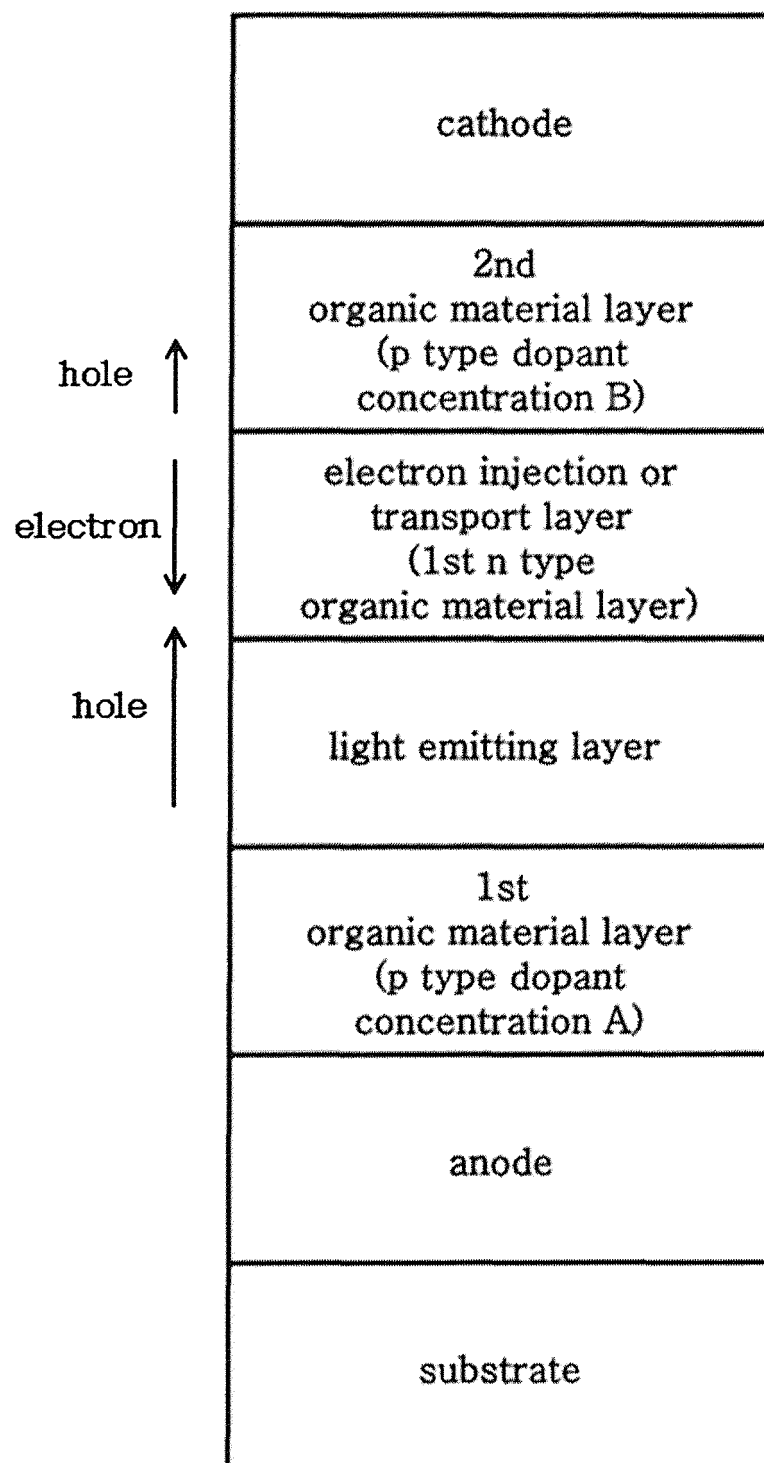 cathode
2nd
organic material layer
(p type dopant
concentration B)
hole
electron injection or
transport layer
(1st n type
organic material layer)
electron
hole
light emitting layer
1st
organic material layer
(p type dopant
concentration A)
anode
substrate